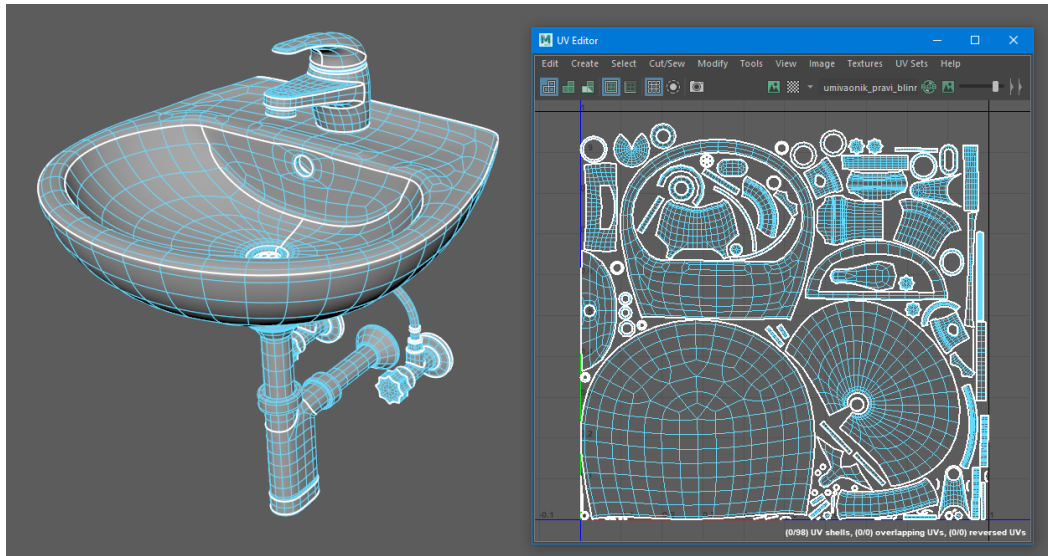 UV Editor
Edit Create Select Cut/Sew Modify Tools View Image Textures UV Sets Help
umivaonik_pravi_blinr
-0.1
(0/98) UV shells, (0/0) overlapping UVs, (0/0) reversed UVs